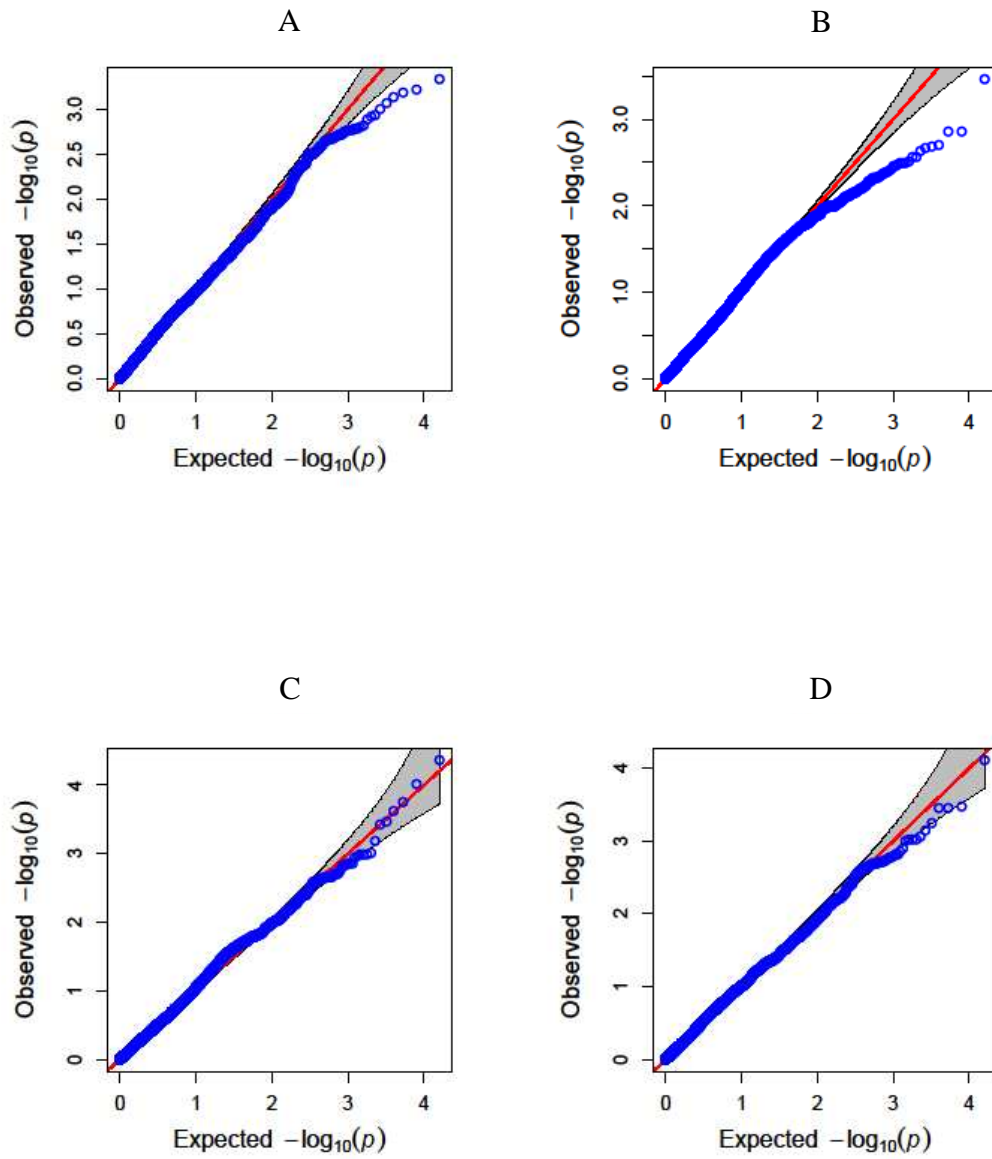 A
B
Observed −log10(p)
0.0 0.5 1.0 1.5 2.0 2.5 3.0
0 1 2 3 4
Expected −log10(p)
Observed −log10(p)
0.0 1.0 2.0 3.0
0 1 2 3 4
Expected −log10(p)
C
D
Observed −log10(p)
0 1 2 3 4
0 1 2 3 4
Expected −log10(p)
Observed −log10(p)
0 1 2 3 4
0 1 2 3 4
Expected −log10(p)